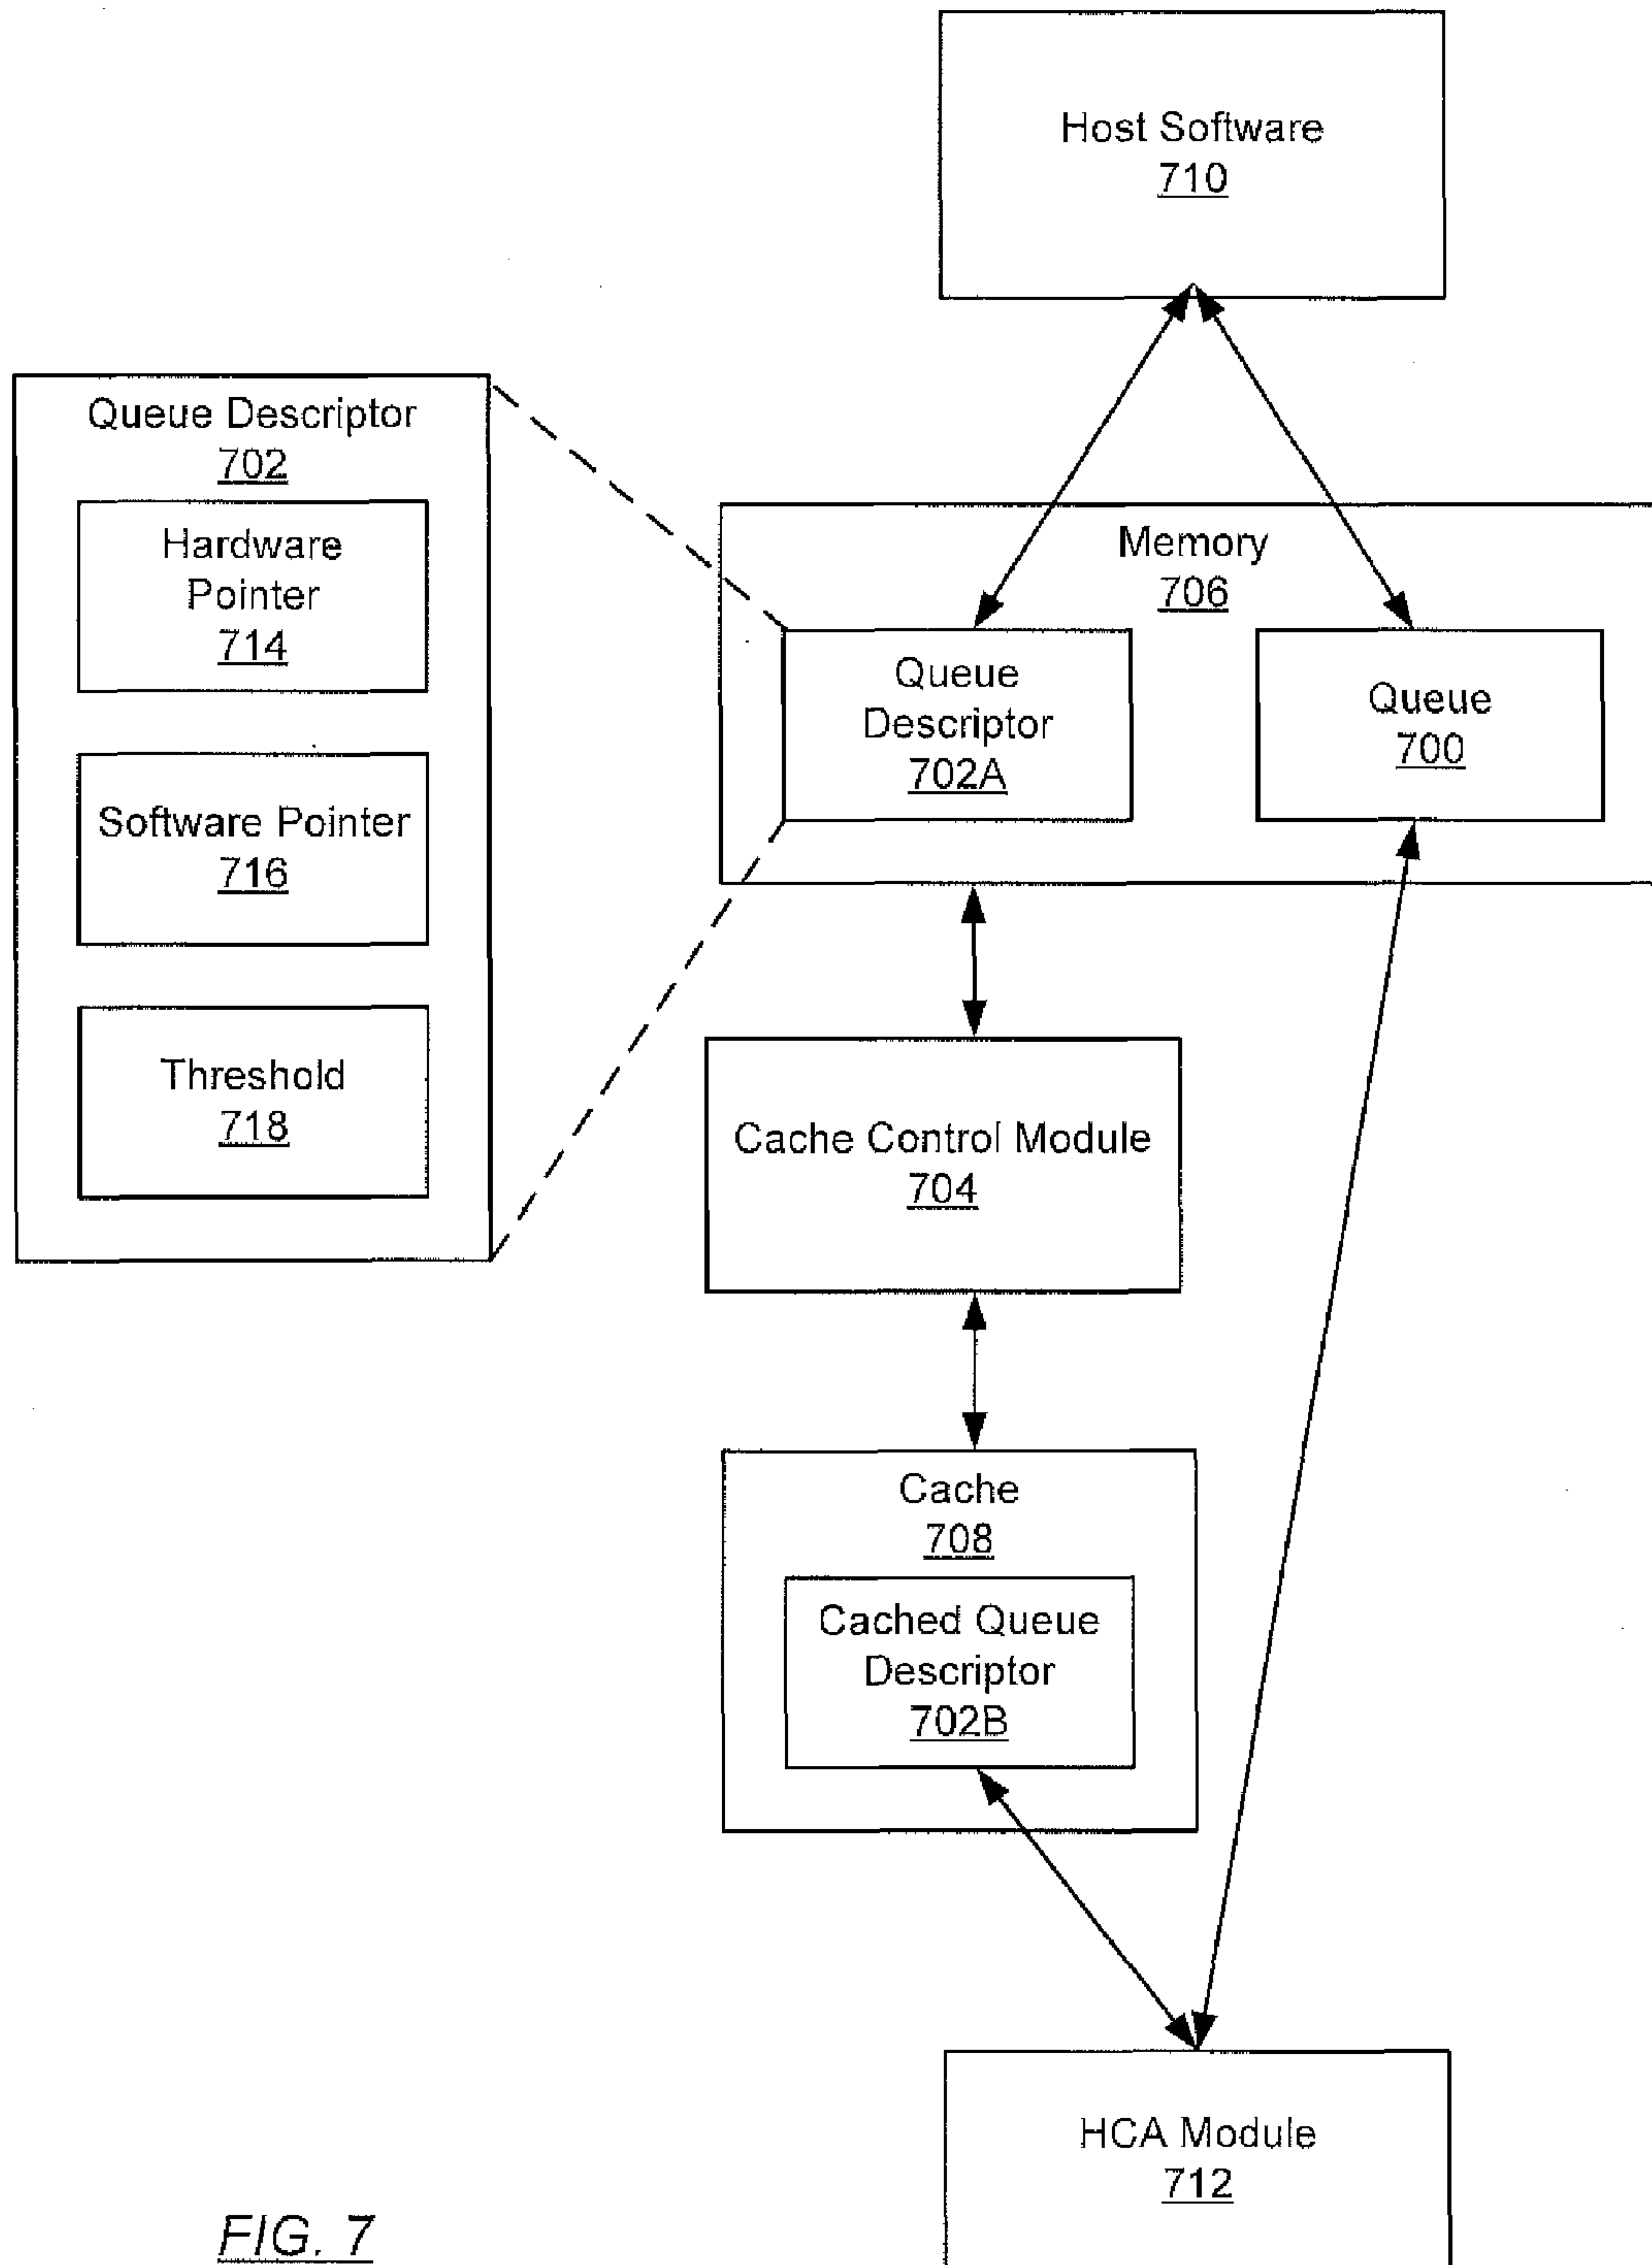 Host Software
710
Queue Descriptor
702
Hardware
Pointer
714
Software Pointer
716
Threshold
718
Memory
706
Queue
Descriptor
702A
Queue
700
Cache Control Module
704
Cache
708
Cached Queue
Descriptor
702B
HCA Module
712
FIG. 7